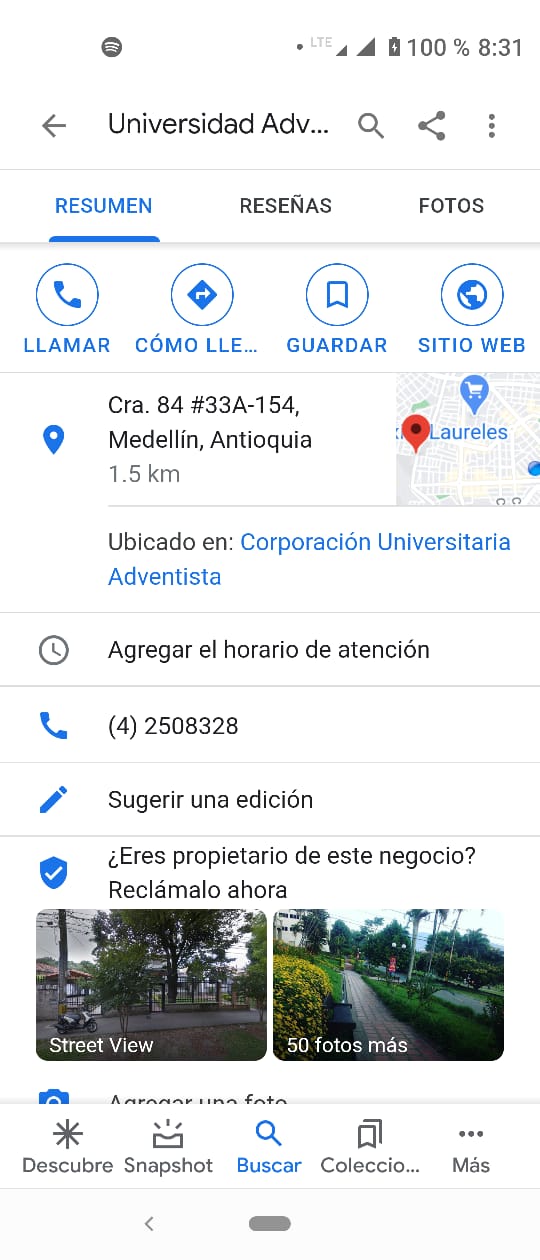 LTE 100 % 8:31
Universidad Adv...
RESUMEN RESEÑAS FOTOS
LLAMAR CÓMO LLE... GUARDAR SITIO WEB
Cra. 84 #33A-154,
Medellín, Antioquia
1.5 km
Laureles
Ubicado en: Corporación Universitaria
Adventista
Agregar el horario de atención
(4) 2508328
Sugerir una edición
¿Eres propietario de este negocio?
Reclámalo ahora
Street View
50 fotos más
Agregar una foto
Descubre Snapshot Buscar Coleccio... Más